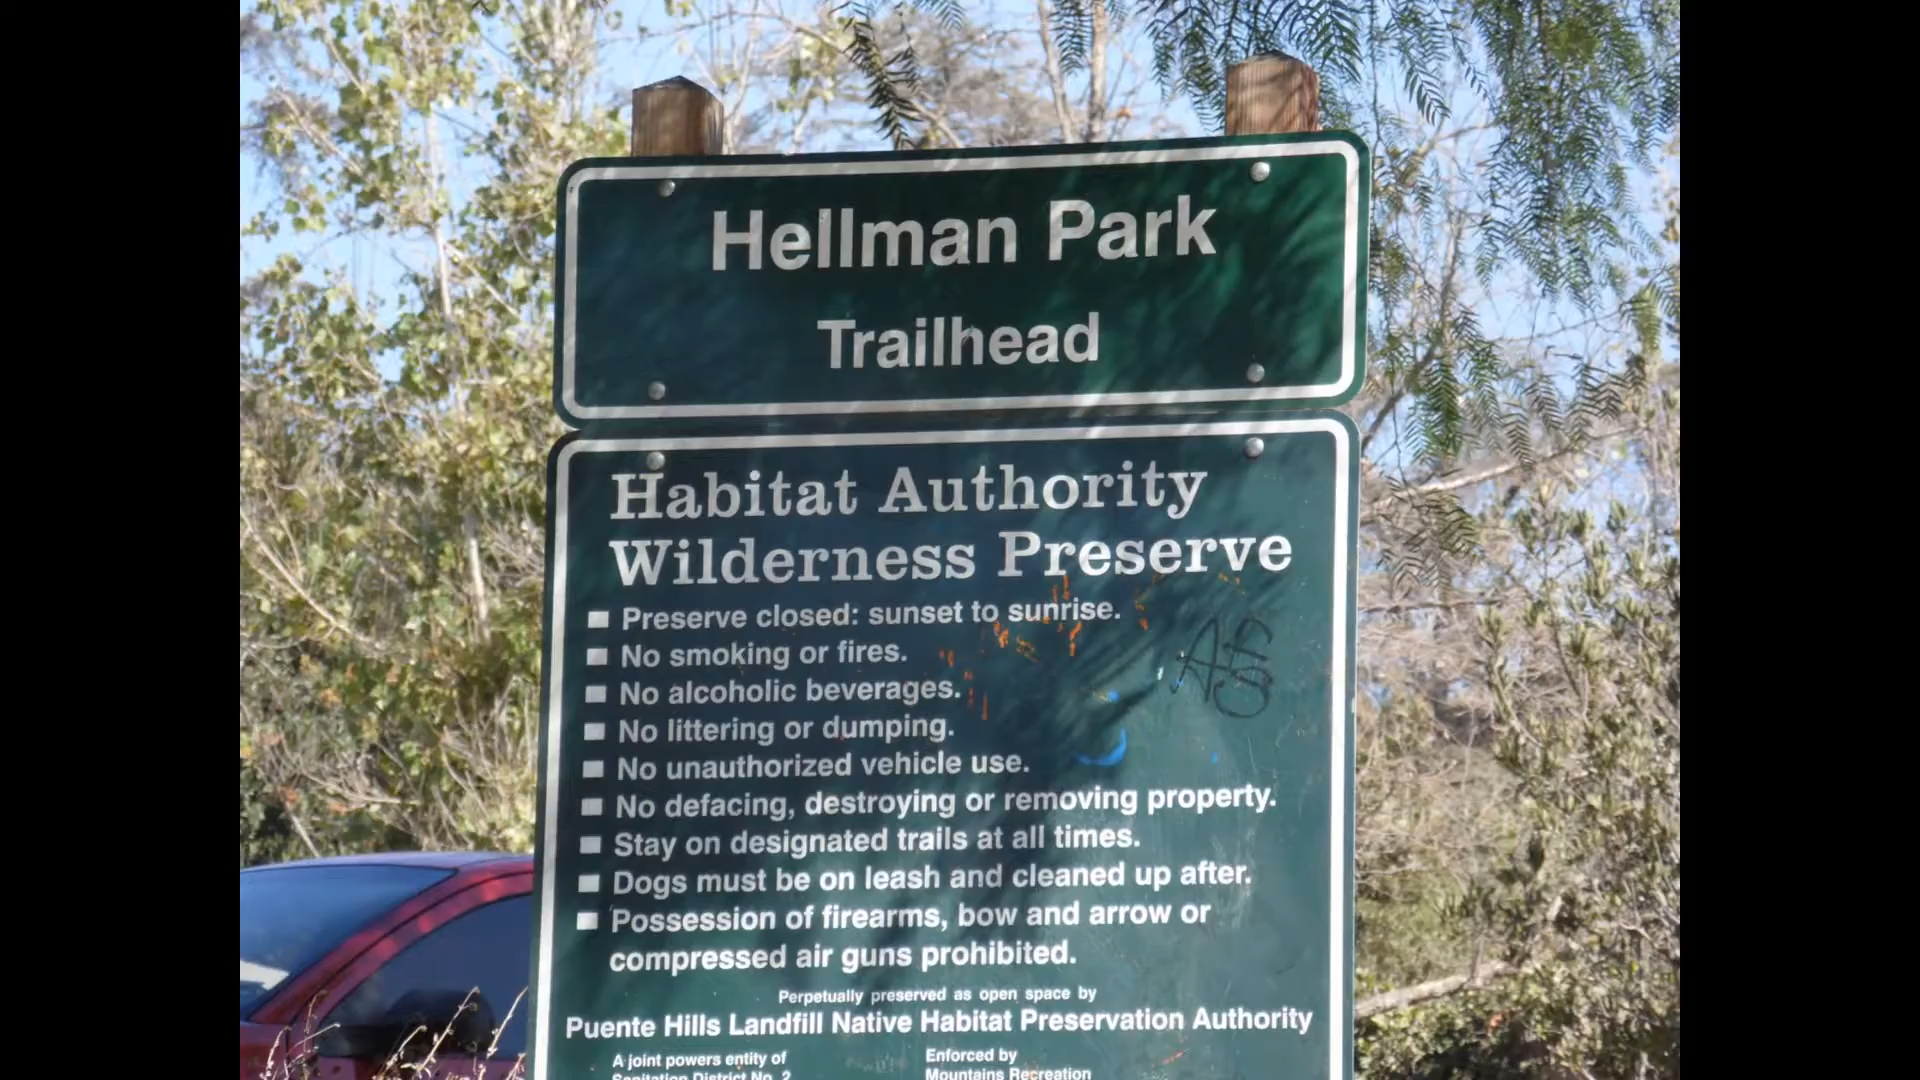 Hellman Park
Trailhead
Habitat Authority
Wilderness Preserve
Preserve closed: sunset to sunrise.
No smoking or fires.
No alcoholic beverages.
No littering or dumping.
No unauthorized vehicle use.
No defacing, destroying or removing property.
Stay on designated trails at all times.
Dogs must be on leash and cleaned up after.
Possession of firearms, bow and arrow or
compressed air guns prohibited.
Perpetually preserved as open space by
Puente Hills Landfill Native Habitat Preservation Authority
A joint powers entity of
Sanitation District No. 2
Enforced by
Mountains Recreation